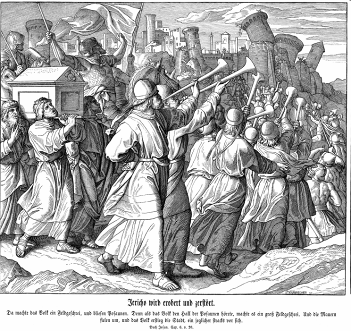 Jericho wird erobert und zerstört.
Da machte das Volk ein Feldgeschrei, und bliesen Posaunen. Denn als das Volk den Hall der Posaunen hörte, machte es ein groß Feldgeschrei. Und die Mauern
fielen um, und das Volk erstieg die Stadt, ein jeglicher stracks vor sich.
Buch Josua. Cap. 6. v. 20.